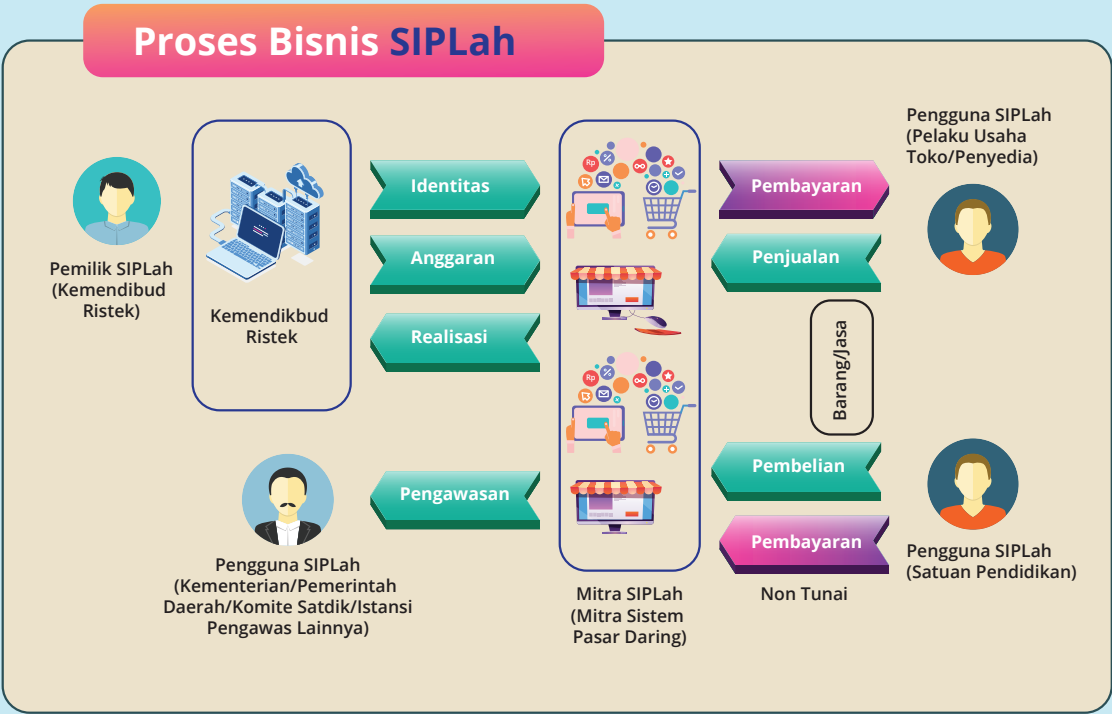 Proses Bisnis SIPLah
Pemilik SIPLah
(Kemendibud
Ristek)
Kemendikbud
Ristek
Identitas
Anggaran
Realisasi
Pengawasan
Pengguna SIPLah
(Kementerian/Pemerintah
Daerah/Komite Satdik/Istansi
Pengawas Lainnya)
Rp
Rp
Mitra SIPLah
(Mitra Sistem
Pasar Daring)
Pembayaran
Penjualan
Barang/Jasa
Pembelian
Pembayaran
Non Tunai
Pengguna SIPLah
(Pelaku Usaha
Toko/Penyedia)
Pengguna SIPLah
(Satuan Pendidikan)